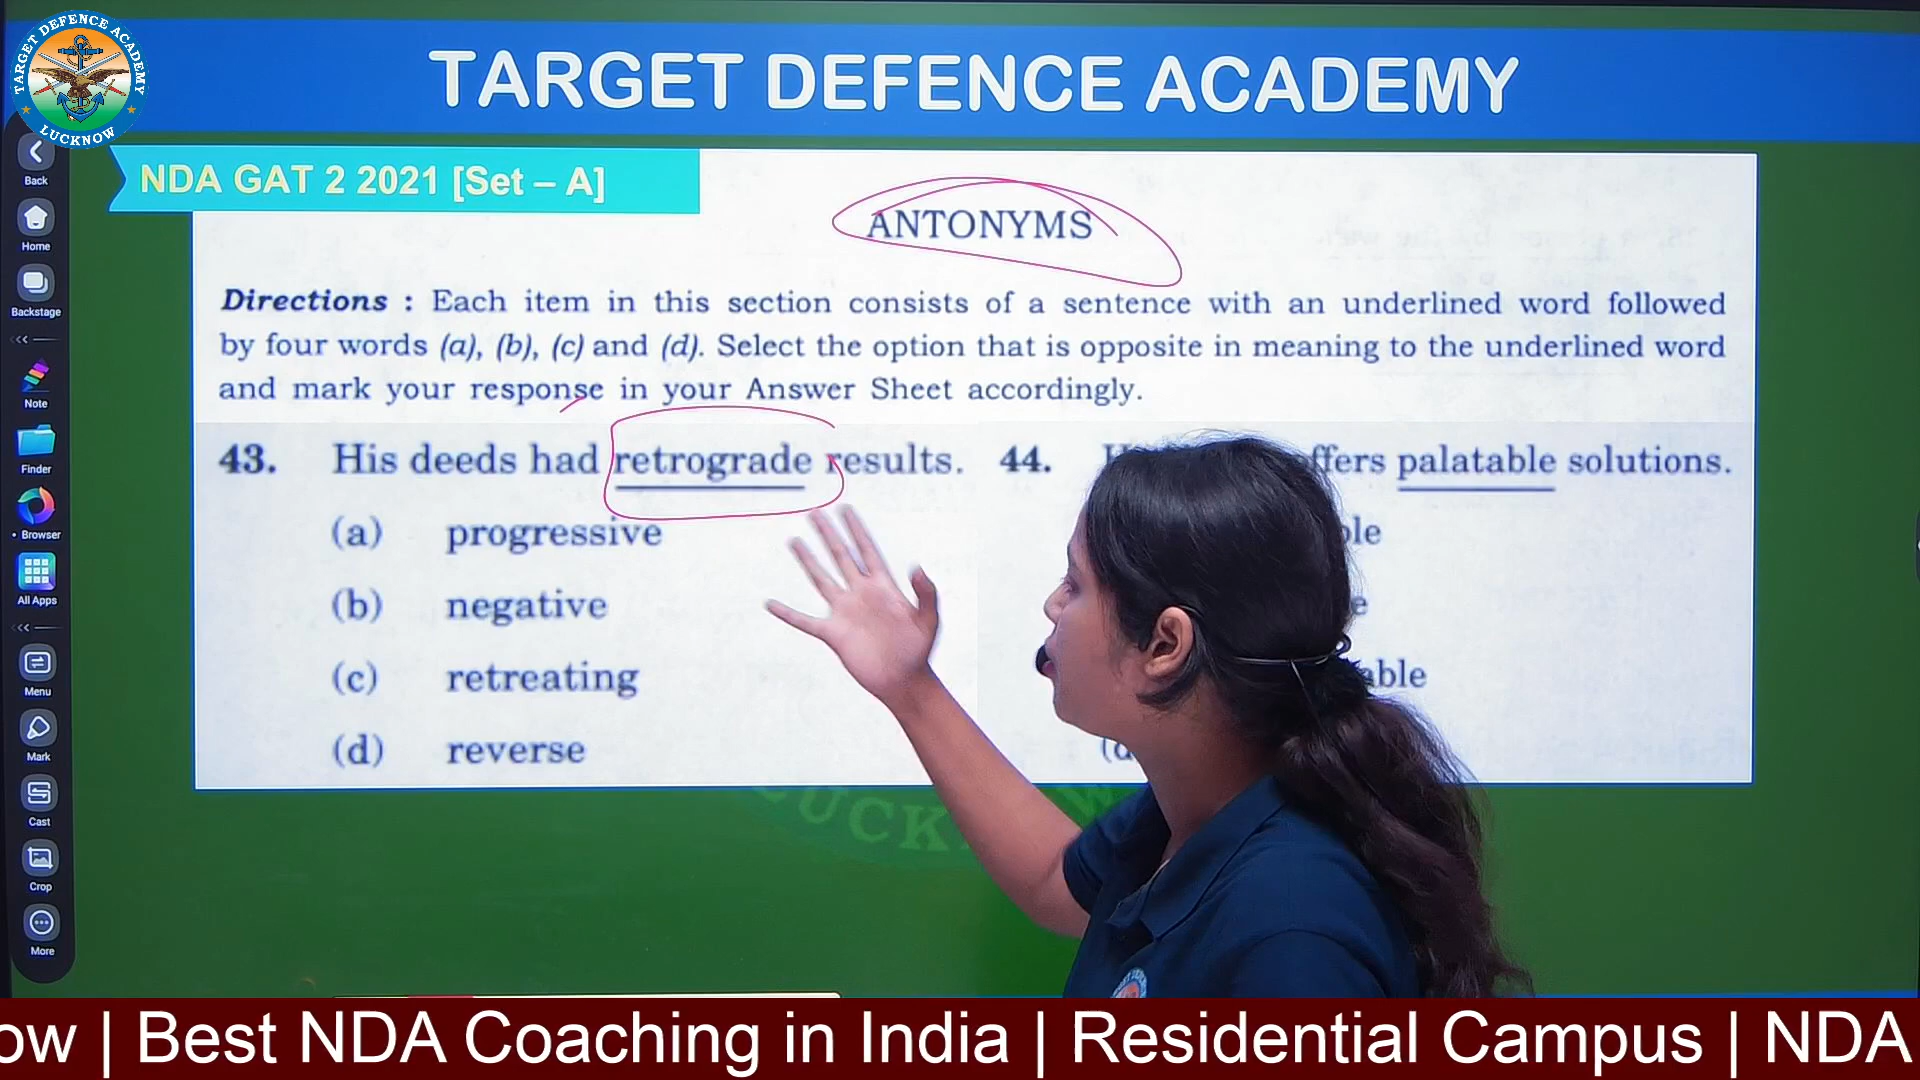 TARGET DEFENCE ACADEMY
LUCKNOW
TARGET DEFENCE ACADEMY
NDA GAT 2 2021 [Set – A]
ANTONYMS
Directions : Each item in this section consists of a sentence with an underlined word followed
by four words (a), (b), (c) and (d). Select the option that is opposite in meaning to the underlined word
and mark your response in your Answer Sheet accordingly.
43. His deeds had retrograde results.
(a) progressive
(b) negative
(c) retreating
(d) reverse
44. palatable solutions.
Back
Home
Backstage
Note
Finder
Browser
All Apps
Menu
Mark
Cast
Crop
More
| Best NDA Coaching in India | Residential Campus | NDA